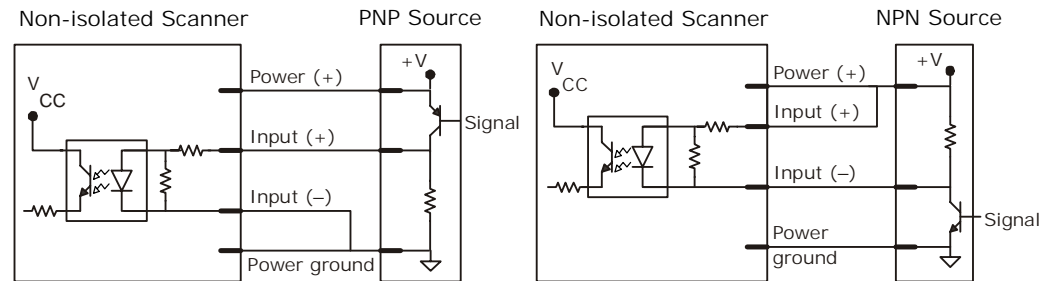 Non-isolated Scanner
PNP Source
V
CC
+V
Power (+)
Signal
Input (+)
Input (–)
Power ground
Non-isolated Scanner
NPN Source
V
CC
+V
Power (+)
Input (+)
Input (–)
Signal
Power
ground